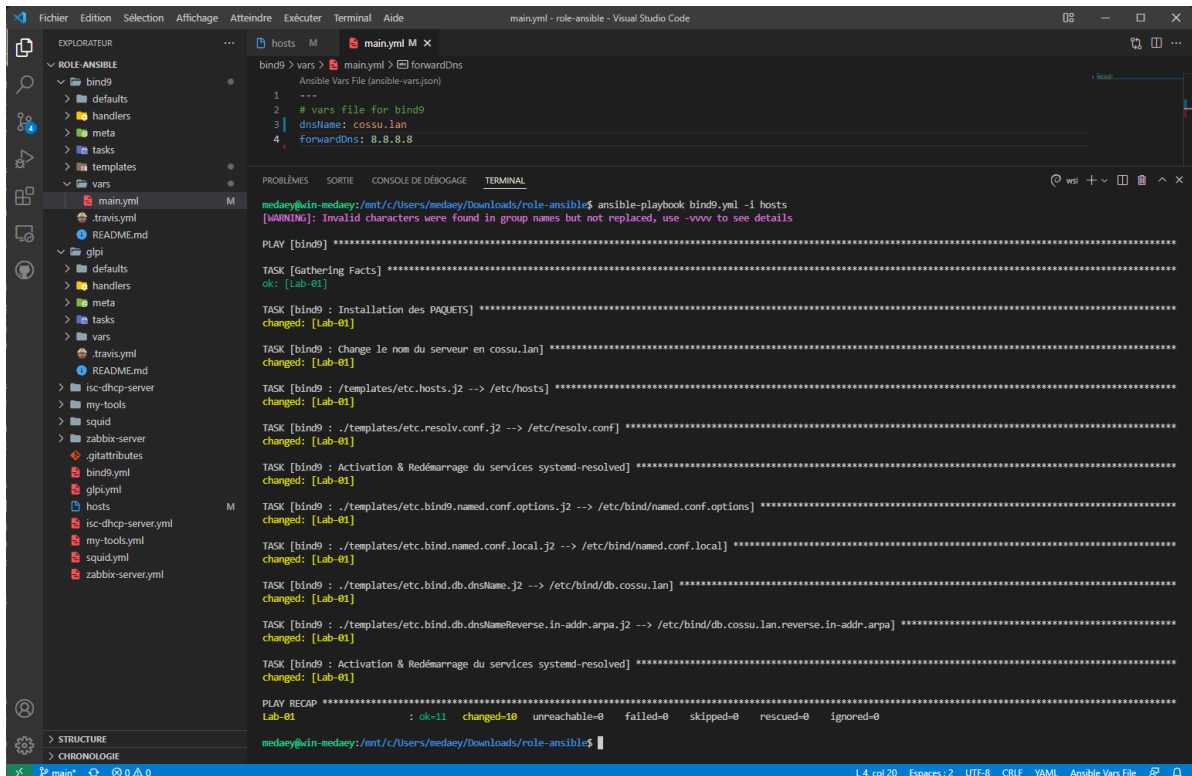 Fichier Edition Sélection Affichage Atteindre Exécuter Terminal Aide main.yml - role-ansible - Visual Studio Code
EXPLORATEUR ...
ROLE-ANSIBLE
bind9
defaults
handlers
meta
tasks
templates
vars
main.yml M
.travis.yml
README.md
glpi
defaults
handlers
meta
tasks
vars
.travis.yml
README.md
isc-dhcp-server
my-tools
squid
zabbix-server
.gitattributes
bind9.yml
glpi.yml
hosts M
isc-dhcp-server.yml
my-tools.yml
squid.yml
zabbix-server.yml
STRUCTURE
CHRONOLOGIE
4
hosts M main.yml M
bind9 > vars > main.yml > forwardDns
Ansible Vars File (ansible-vars.json)
1 ---
2 # vars file for bind9
3 dnsName: cossu.lan
4 forwardDns: 8.8.8.8
PROBLÈMES SORTIE CONSOLE DE DÉBOGAGE TERMINAL wsl
medaey@win-medaey:/mnt/c/Users/medaey/Downloads/role-ansible$ ansible-playbook bind9.yml -i hosts
[WARNING]: Invalid characters were found in group names but not replaced, use -vvvv to see details
PLAY [bind9] ****
TASK [Gathering Facts] ****
ok: [Lab-01]
TASK [bind9 : Installation des PAQUETS] ****
changed: [Lab-01]
TASK [bind9 : Change le nom du serveur en cossu.lan] ****
changed: [Lab-01]
TASK [bind9 : /templates/etc.hosts.j2 --> /etc/hosts] ****
changed: [Lab-01]
TASK [bind9 : ./templates/etc.resolv.conf.j2 --> /etc/resolv.conf] ****
changed: [Lab-01]
TASK [bind9 : Activation & Redémarrage du services systemd-resolved] ****
changed: [Lab-01]
TASK [bind9 : ./templates/etc.bind9.named.conf.options.j2 --> /etc/bind/named.conf.options] ****
changed: [Lab-01]
TASK [bind9 : ./templates/etc.bind.named.conf.local.j2 --> /etc/bind/named.conf.local] ****
changed: [Lab-01]
TASK [bind9 : ./templates/etc.bind.db.dnsName.j2 --> /etc/bind/db.cossu.lan] ****
changed: [Lab-01]
TASK [bind9 : ./templates/etc.bind.db.dnsNameReverse.in-addr.arpa.j2 --> /etc/bind/db.cossu.lan.reverse.in-addr.arpa] ****
changed: [Lab-01]
TASK [bind9 : Activation & Redémarrage du services systemd-resolved] ****
changed: [Lab-01]
PLAY RECAP ****
Lab-01 : ok=11 changed=10 unreachable=0 failed=0 skipped=0 rescued=0 ignored=0
medaey@win-medaey:/mnt/c/Users/medaey/Downloads/role-ansible$
main* 0 0 L 4, col 20 Espaces : 2 UTF-8 CRLF YAML Ansible Vars File